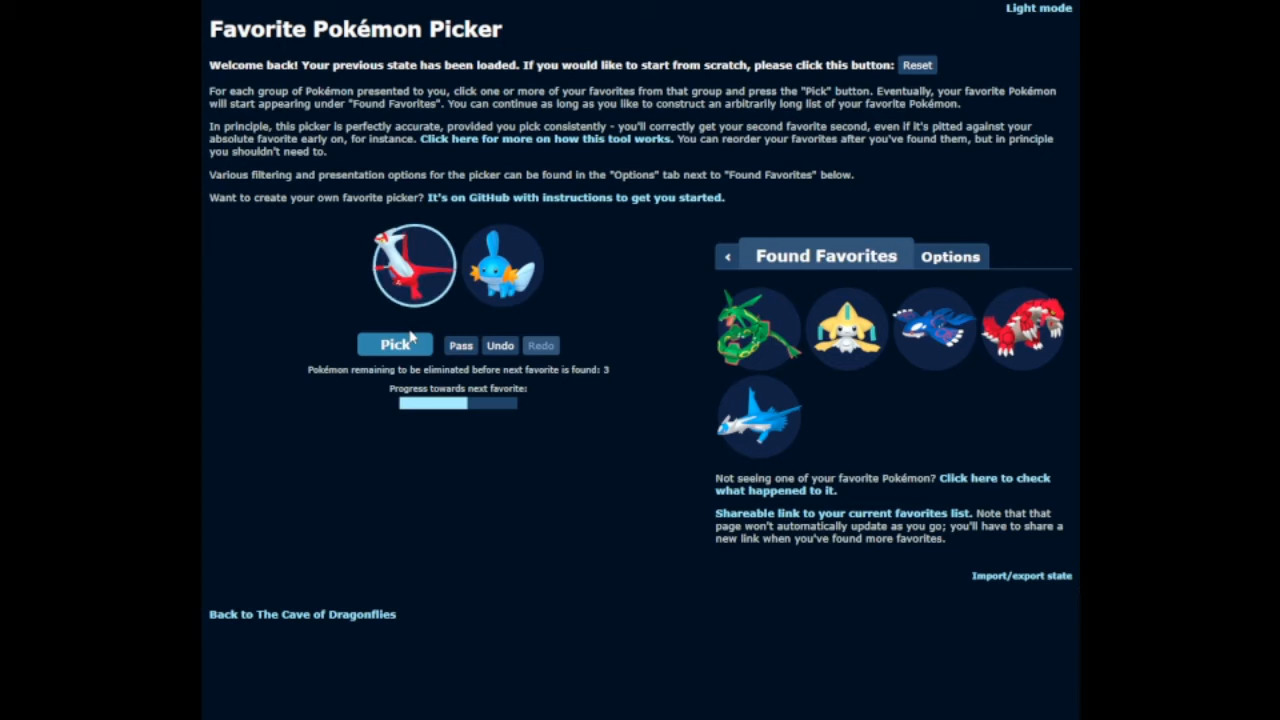 Light mode
Favorite Pokémon Picker
Welcome back! Your previous state has been loaded. If you would like to start from scratch, please click this button: Reset
For each group of Pokémon presented to you, click one or more of your favorites from that group and press the "Pick" button. Eventually, your favorite Pokémon
will start appearing under "Found Favorites". You can continue as long as you like to construct an arbitrarily long list of your favorite Pokémon.
In principle, this picker is perfectly accurate, provided you pick consistently - you'll correctly get your second favorite second, even if it's pitted against your
absolute favorite early on, for instance. Click here for more on how this tool works. You can reorder your favorites after you've found them, but in principle
you shouldn't need to.
Various filtering and presentation options for the picker can be found in the "Options" tab next to "Found Favorites" below.
Want to create your own favorite picker? It's on GitHub with instructions to get you started.
Pick Pass Undo Redo
Pokémon remaining to be eliminated before next favorite is found: 3
Progress towards next favorite:
‹ Found Favorites Options
Not seeing one of your favorite Pokémon? Click here to check
what happened to it.
Shareable link to your current favorites list. Note that that
page won't automatically update as you go; you'll have to share a
new link when you've found more favorites.
Import/export state
Back to The Cave of Dragonflies